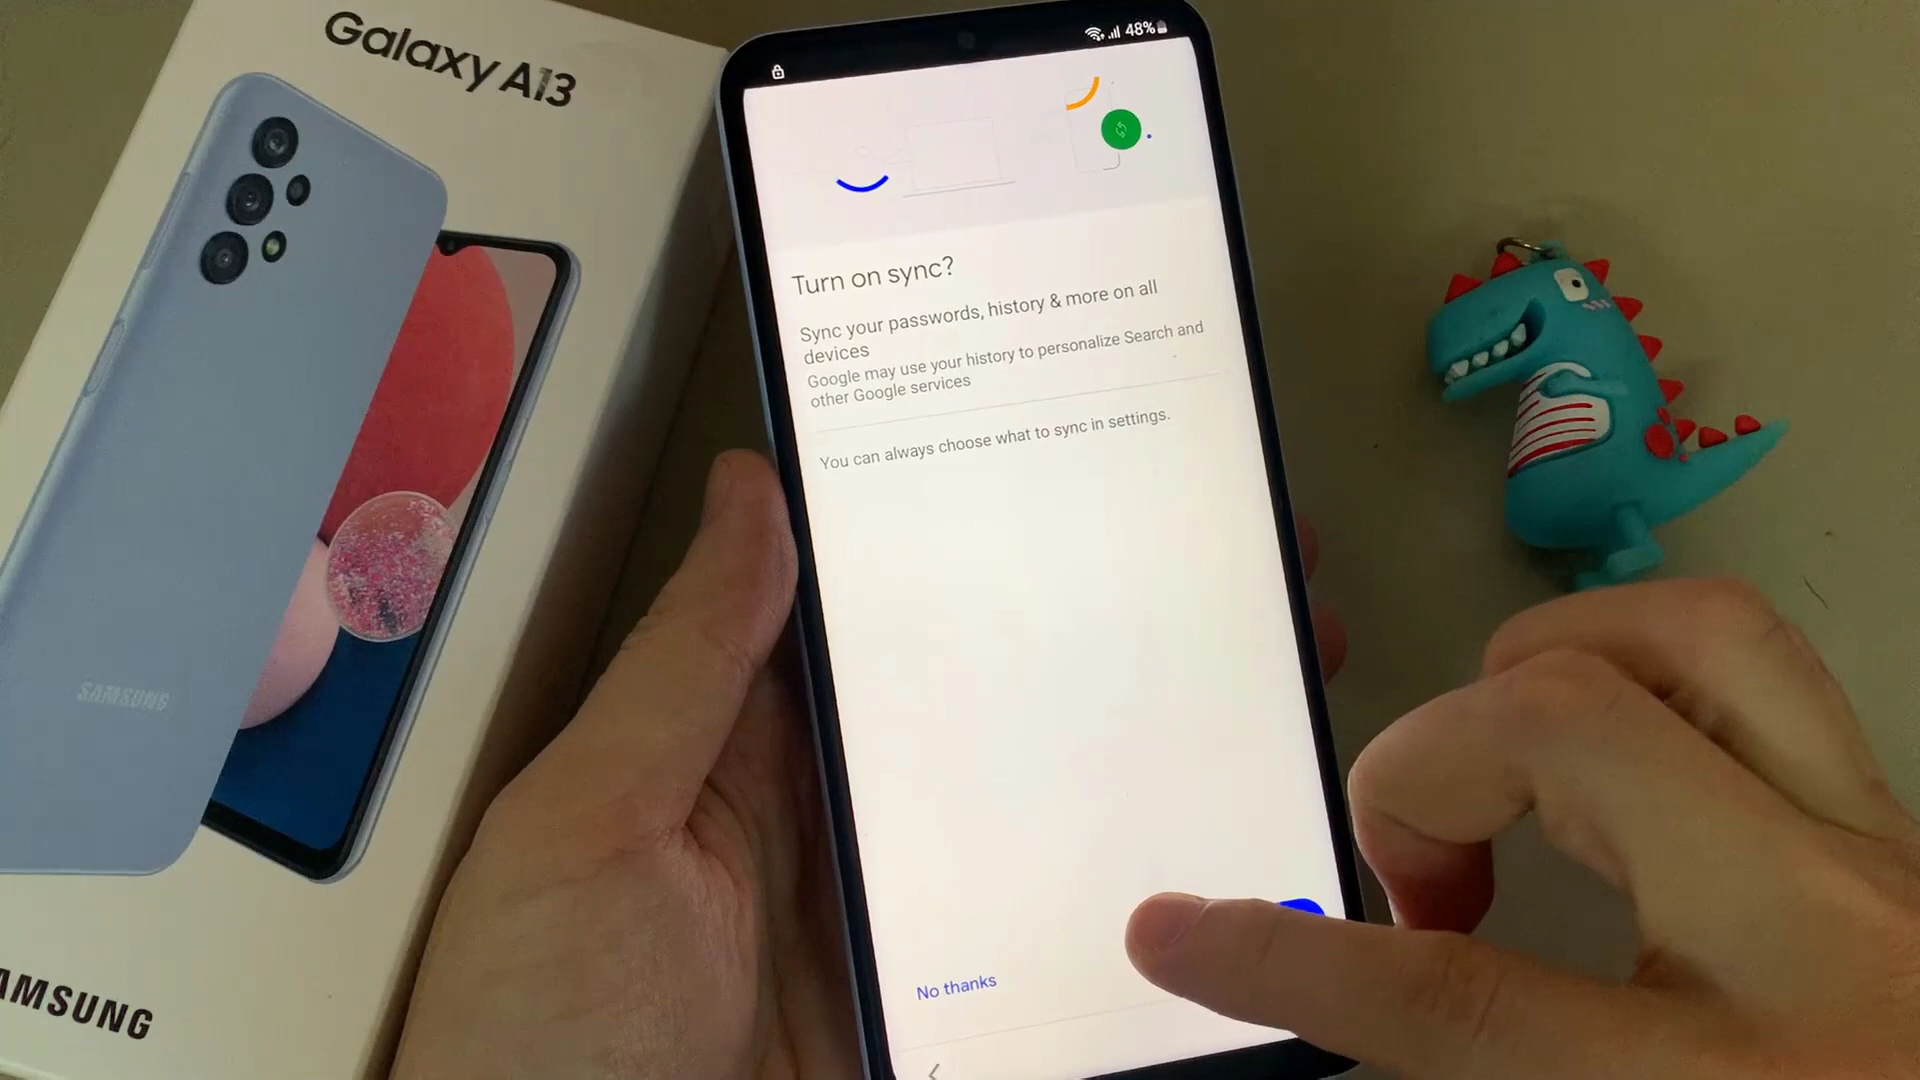 Galaxy A13
SAMSUNG
SAMSUNG
48%
Turn on sync?
Sync your passwords, history & more on all
devices
Google may use your history to personalize Search and
other Google services
You can always choose what to sync in settings.
No thanks